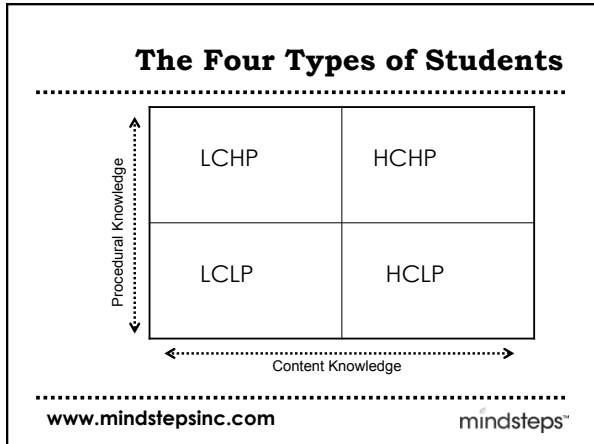 The Four Types of Students
Procedural Knowledge
LCHP HCHP
LCLP HCLP
Content Knowledge
www.mindstepsinc.com mindsteps™